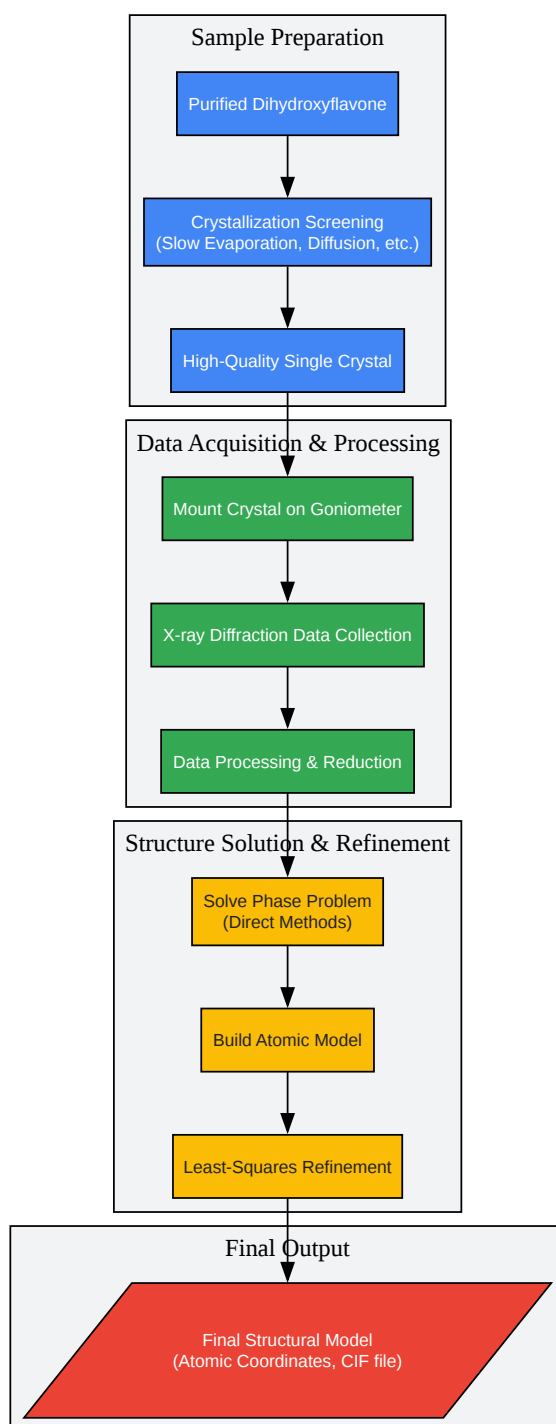 Sample Preparation
Purified Dihydroxyflavone
Crystallization Screening
(Slow Evaporation, Diffusion, etc.)
High-Quality Single Crystal
Data Acquisition & Processing
Mount Crystal on Goniometer
X-ray Diffraction Data Collection
Data Processing & Reduction
Structure Solution & Refinement
Solve Phase Problem
(Direct Methods)
Build Atomic Model
Least-Squares Refinement
Final Output
Final Structural Model
(Atomic Coordinates, CIF file)